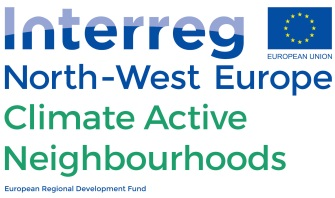 Interreg
EUROPEAN UNION
North-West Europe
Climate Active
Neighbourhoods
European Regional Development Fund